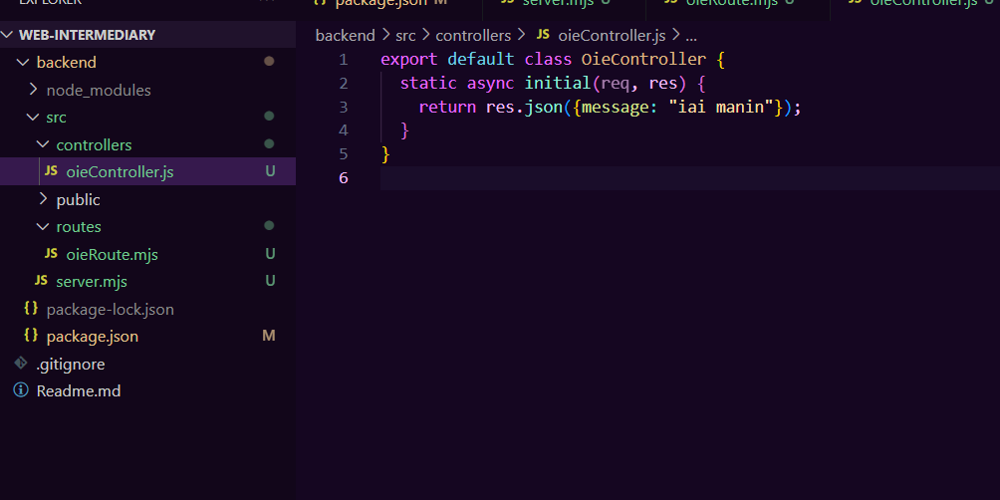 EXPLORER
package.json M
server.mjs U
oieRoute.mjs U
oieController.js U
WEB-INTERMEDIARY
backend
node_modules
src
controllers
JS oieController.js U
public
routes
JS oieRoute.mjs U
JS server.mjs U
{} package-lock.json
{} package.json M
.gitignore
Readme.md
backend > src > controllers > JS oieController.js > ...
1 export default class OieController {
2 static async initial(req, res) {
3 return res.json({message: "iai manin"});
4 }
5 }
6